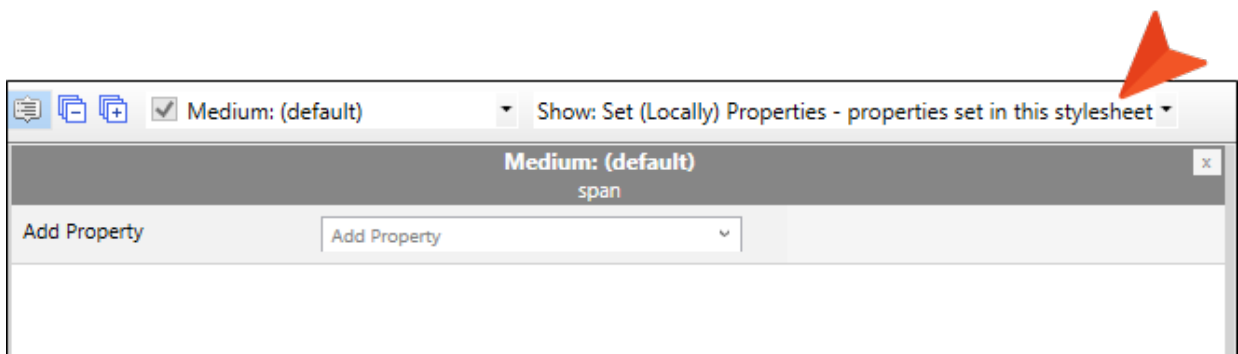 Medium: (default) Show: Set (Locally) Properties - properties set in this stylesheet
Medium: (default) x
span
Add Property Add Property